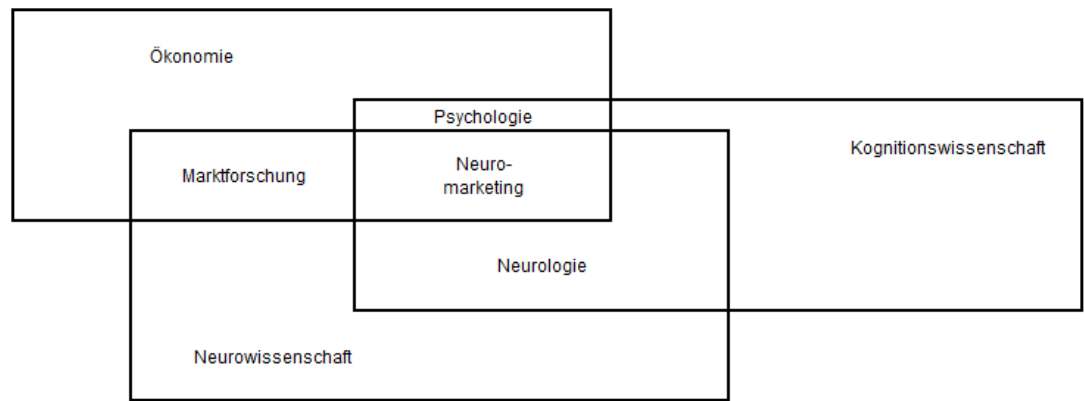 Ökonomie
Psychologie
Kognitionswissenschaft
Marktforschung
Neuro-
marketing
Neurologie
Neurowissenschaft